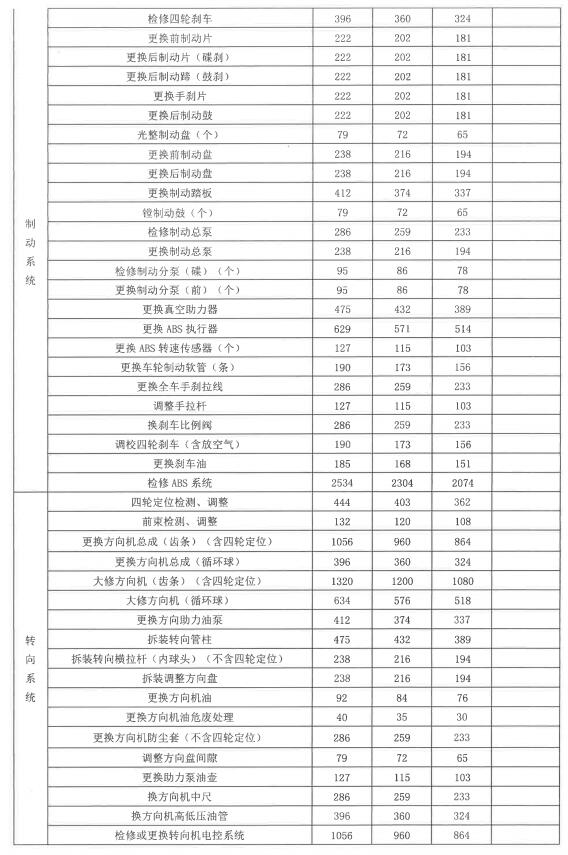 制动系统
检修四轮刹车 396 360 324
更换前制动片 222 202 181
更换后制动片（碟刹） 222 202 181
更换后制动蹄（鼓刹） 222 202 181
更换手刹片 222 202 181
更换后制动鼓 222 202 181
光整制动盘（个） 79 72 65
更换前制动盘 238 216 194
更换后制动盘 238 216 194
更换制动踏板 412 374 337
镗制动鼓（个） 79 72 65
检修制动总泵 286 259 233
更换制动总泵 238 216 194
检修制动分泵（碟）（个） 95 86 78
更换制动分泵（前）（个） 95 86 78
更换真空助力器 475 432 389
更换 ABS 执行器 629 571 514
更换 ABS 转速传感器（个） 127 115 103
更换车轮制动软管（条） 190 173 156
更换全车手刹拉线 286 259 233
调整手拉杆 127 115 103
换刹车比例阀 286 259 233
调校四轮刹车（含放空气） 190 173 156
更换刹车油 185 168 151
检修 ABS 系统 2534 2304 2074
转向系统
四轮定位检测、调整 444 403 362
前束检测、调整 132 120 108
更换方向机总成（齿条）（含四轮定位） 1056 960 864
更换方向机总成（循环球） 396 360 324
大修方向机（齿条）（含四轮定位） 1320 1200 1080
大修方向机（循环球） 634 576 518
更换方向助力油泵 412 374 337
拆装转向管柱 475 432 389
拆装转向横拉杆（内球头）（不含四轮定位） 238 216 194
拆装调整方向盘 238 216 194
更换方向机油 92 84 76
更换方向机油危废处理 40 35 30
更换方向机防尘套（不含四轮定位） 286 259 233
调整方向盘间隙 79 72 65
更换助力泵油壶 127 115 103
换方向机中尺 286 259 233
换方向机高低压油管 396 360 324
检修或更换转向机电控系统 1056 960 864